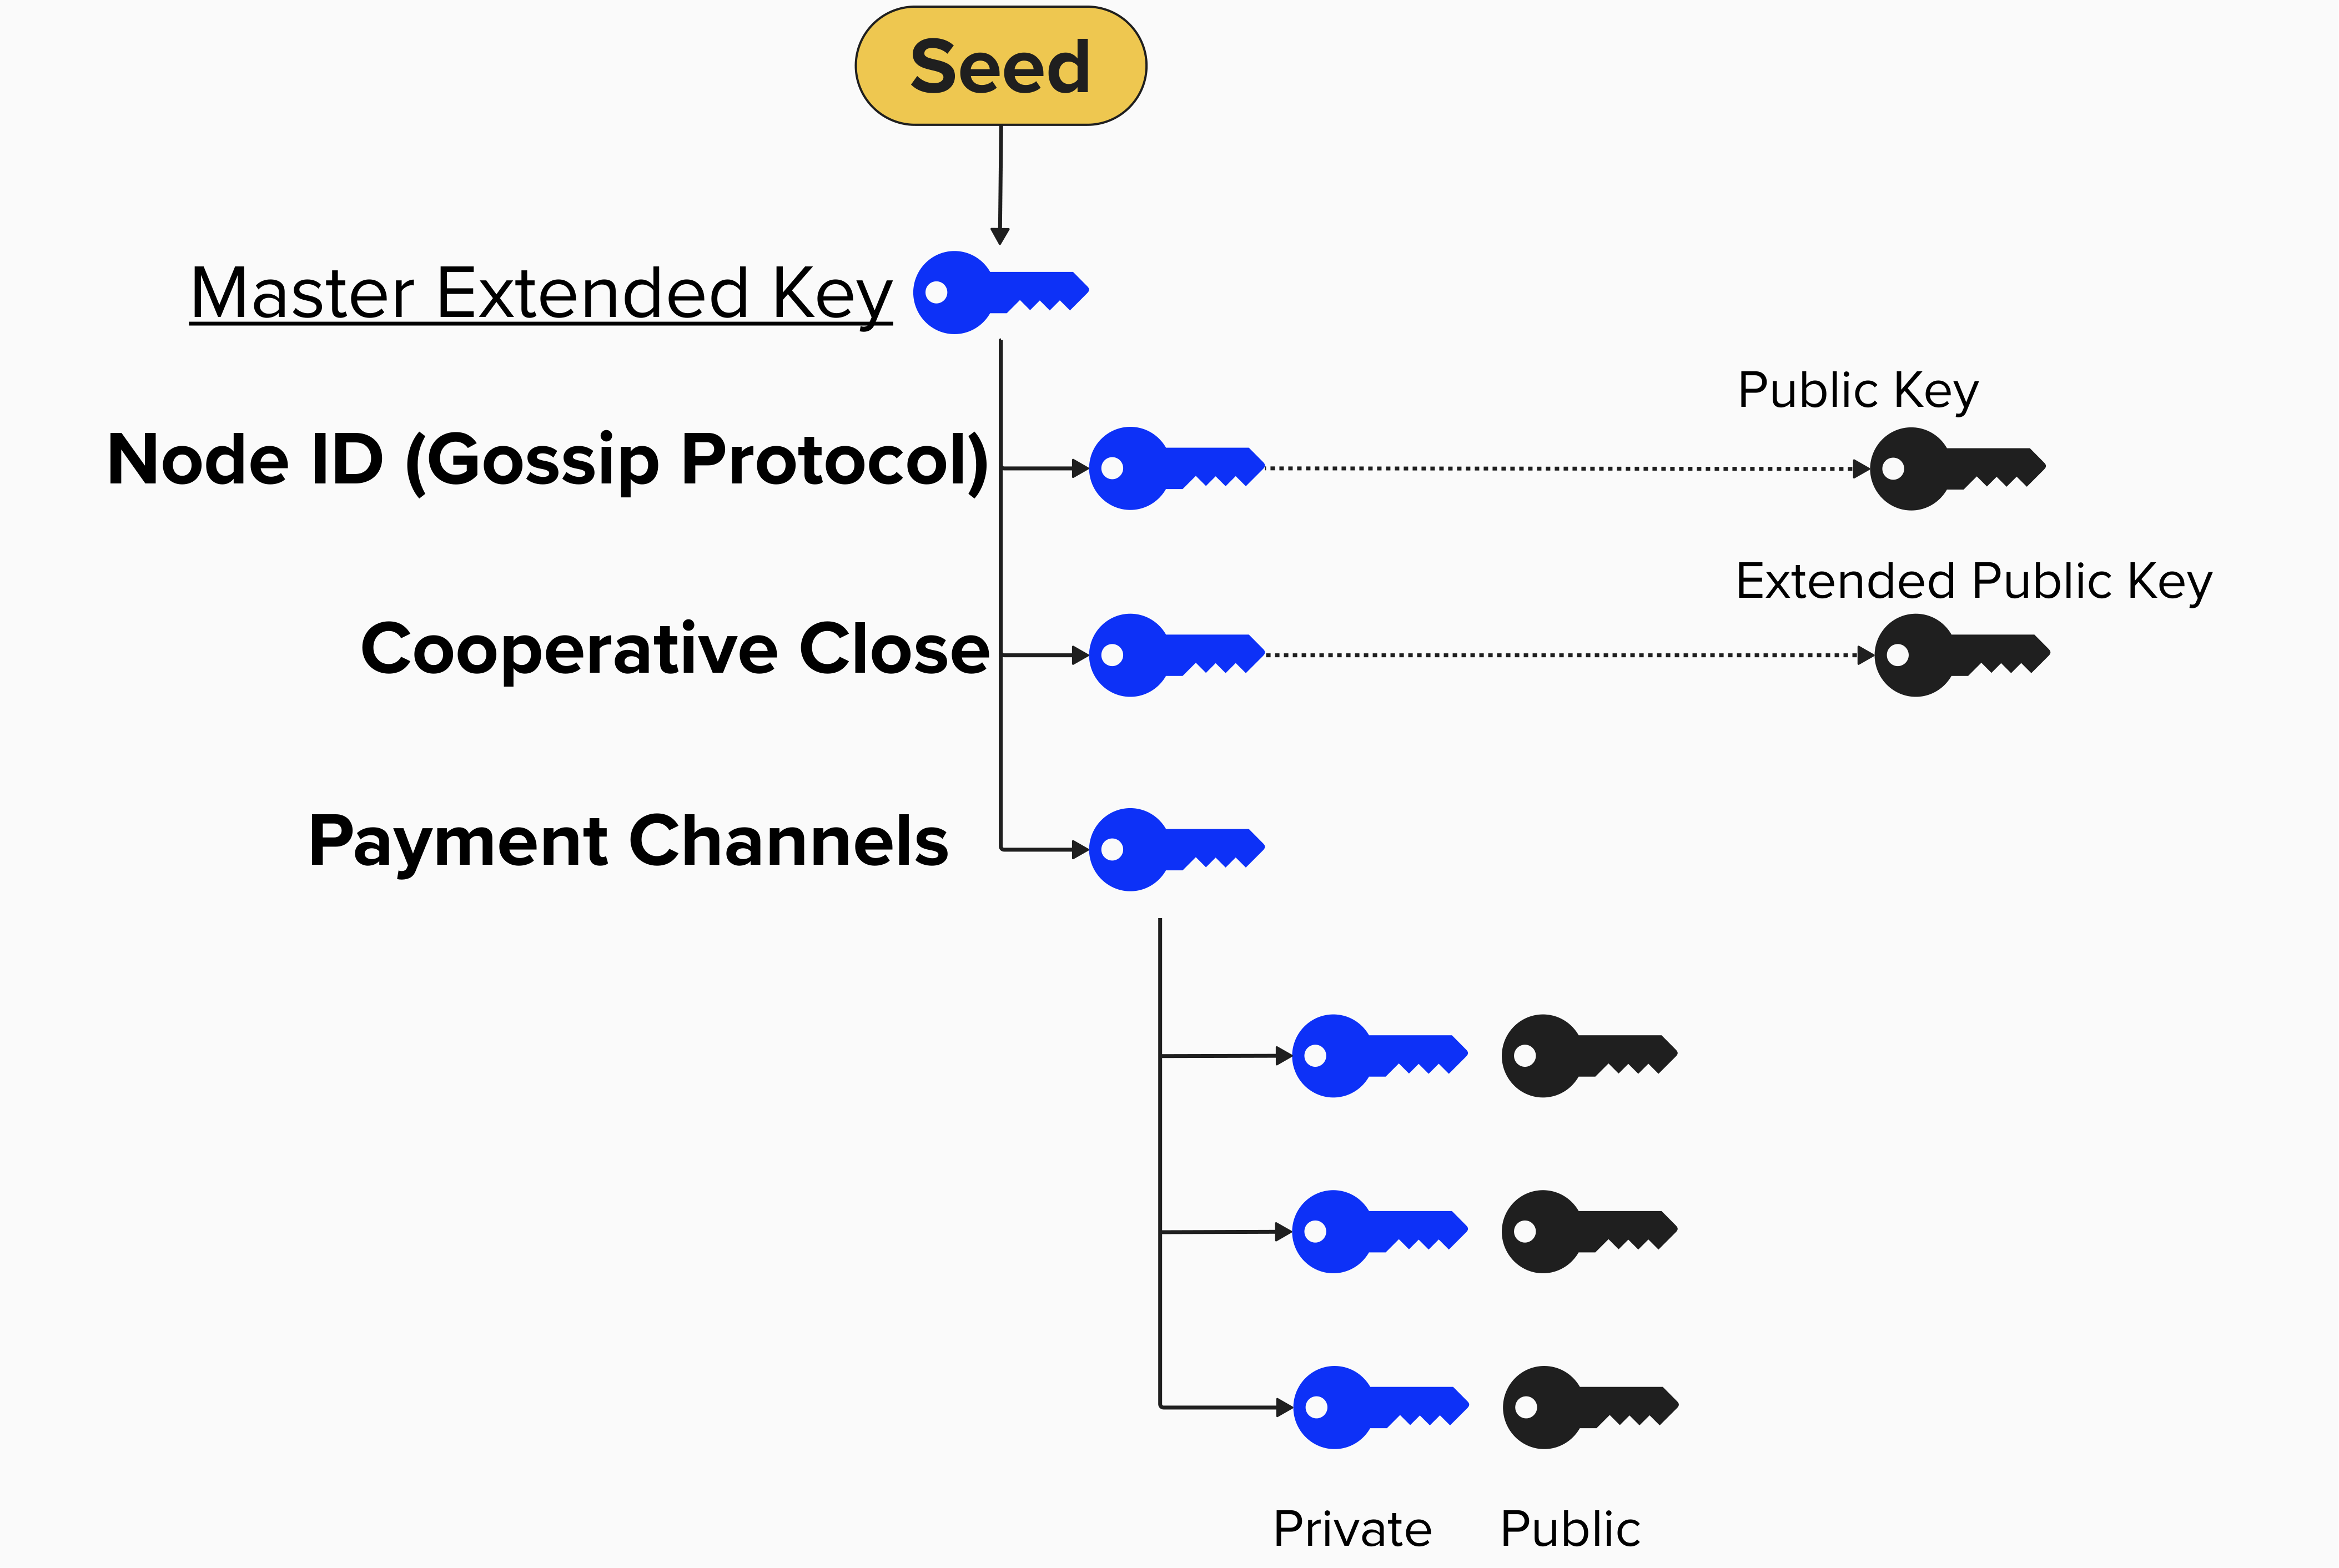 Seed
Master Extended Key
Public Key
Node ID (Gossip Protocol)
Extended Public Key
Cooperative Close
Payment Channels
Private
Public